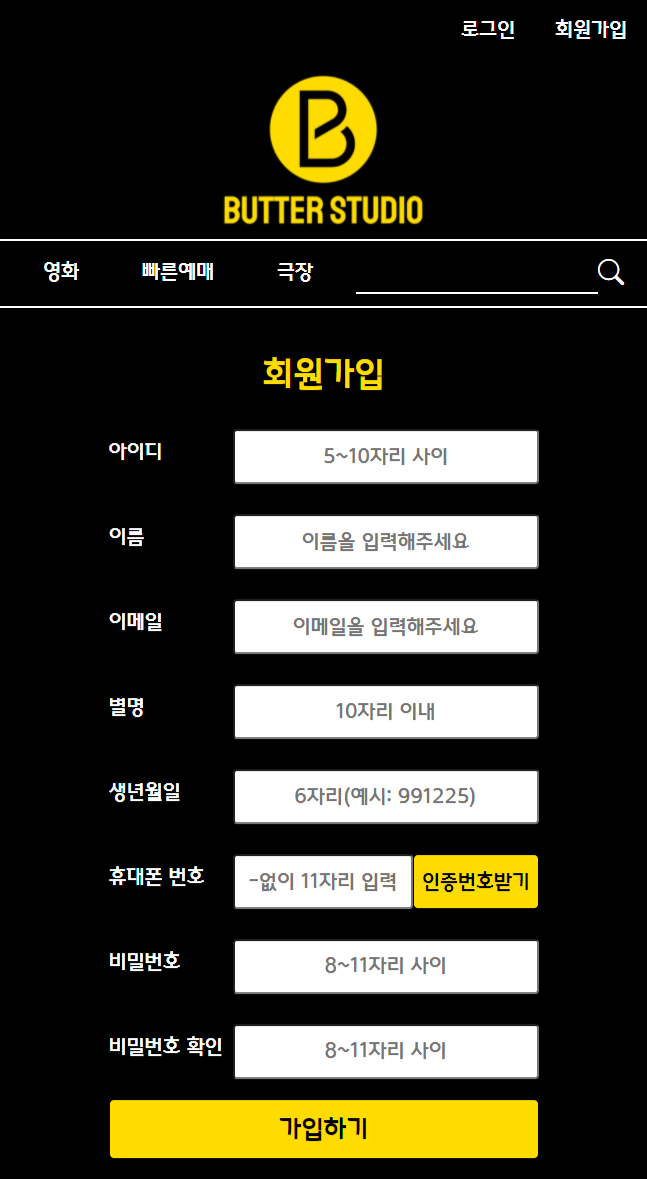 로그인 회원가입
B
BUTTER STUDIO
영화 빠른예매 극장
회원가입
아이디 5~10자리 사이
이름 이름을 입력해주세요
이메일 이메일을 입력해주세요
별명 10자리 이내
생년월일 6자리(예시: 991225)
휴대폰 번호 -없이 11자리 입력 인증번호받기
비밀번호 8~11자리 사이
비밀번호 확인 8~11자리 사이
가입하기